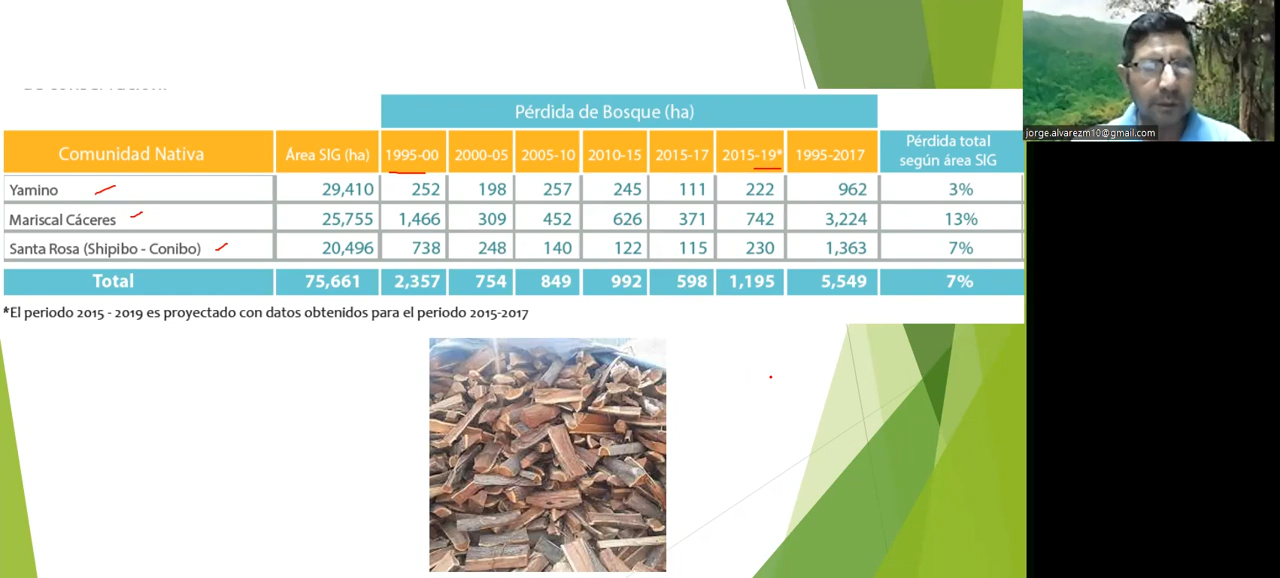 Pérdida de Bosque (ha)
Comunidad Nativa Área SIG (ha) 1995-00 2000-05 2005-10 2010-15 2015-17 2015-19* 1995-2017 Pérdida total según área SIG
Yamino 29,410 252 198 257 245 111 222 962 3%
Mariscal Cáceres 25,755 1,466 309 452 626 371 742 3,224 13%
Santa Rosa (Shipibo - Conibo) 20,496 738 248 140 122 115 230 1,363 7%
Total 75,661 2,357 754 849 992 598 1,195 5,549 7%
*El periodo 2015 - 2019 es proyectado con datos obtenidos para el periodo 2015-2017
jorge.alvarezm10@gmail.com